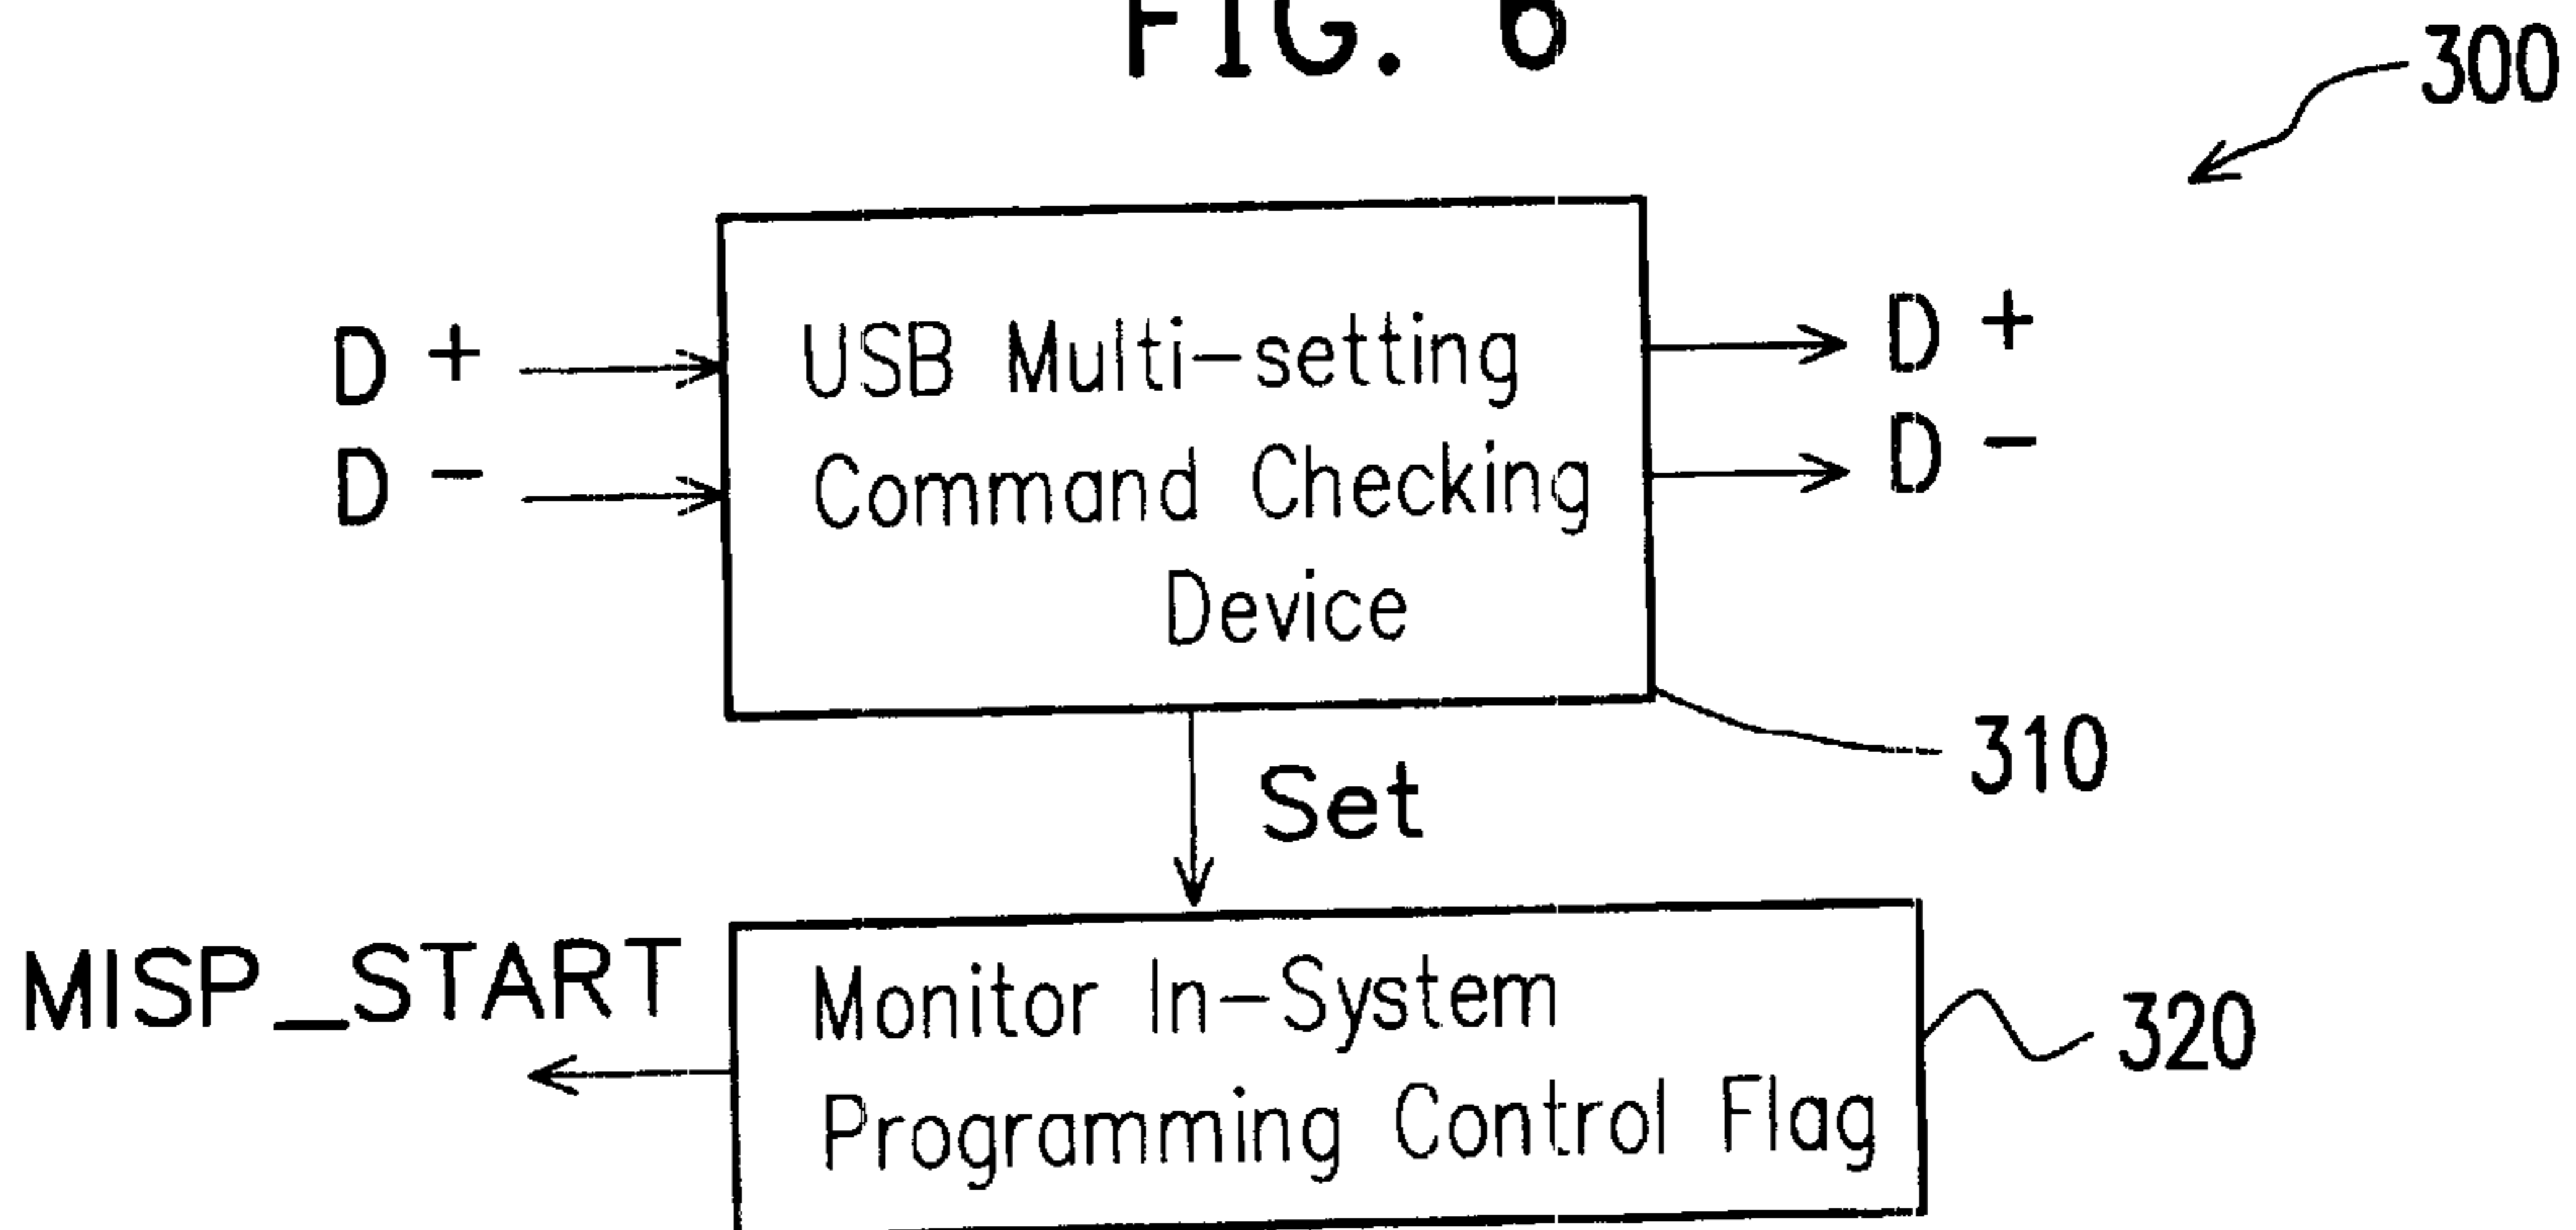 FIG. 6
300
D +
D -
USB Multi-setting
Command Checking
Device
D +
D -
310
Set
MISP_START
Monitor In-System
Programming Control Flag
320